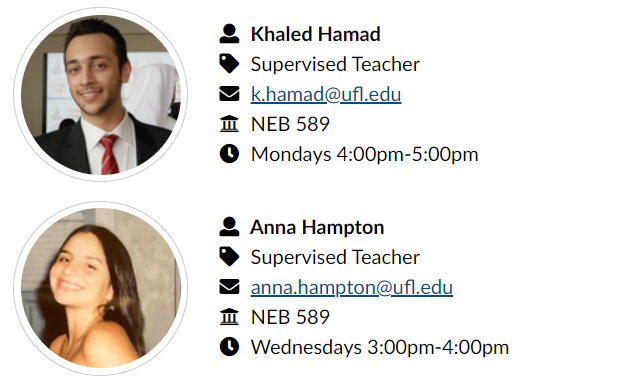 Khaled Hamad
Supervised Teacher
k.hamad@ufl.edu
NEB 589
Mondays 4:00pm-5:00pm
Anna Hampton
Supervised Teacher
anna.hampton@ufl.edu
NEB 589
Wednesdays 3:00pm-4:00pm